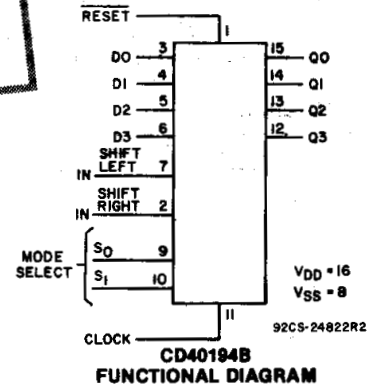 RESET
1
D0 3 15 Q0
D1 4 14 Q1
D2 5 13 Q2
D3 6 12 Q3
SHIFT
LEFT
IN 7
SHIFT
RIGHT
IN 2
MODE
SELECT
S0 9
S1 10
VDD = 16
VSS = 8
11
CLOCK
92CS-24822R2
CD40194B
FUNCTIONAL DIAGRAM